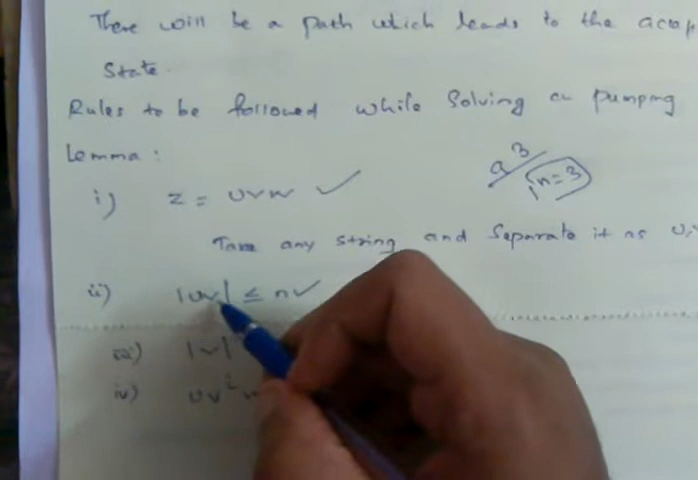 There will be a path which leads to the
State.
Rules to be followed while Solving a pumping
Lemma :
a³
n=3
i) z = uvw ✓
Take any string and Separate it as
ii) |uv| ≤ n ✓
iii) |v|
iv) uvⁱ